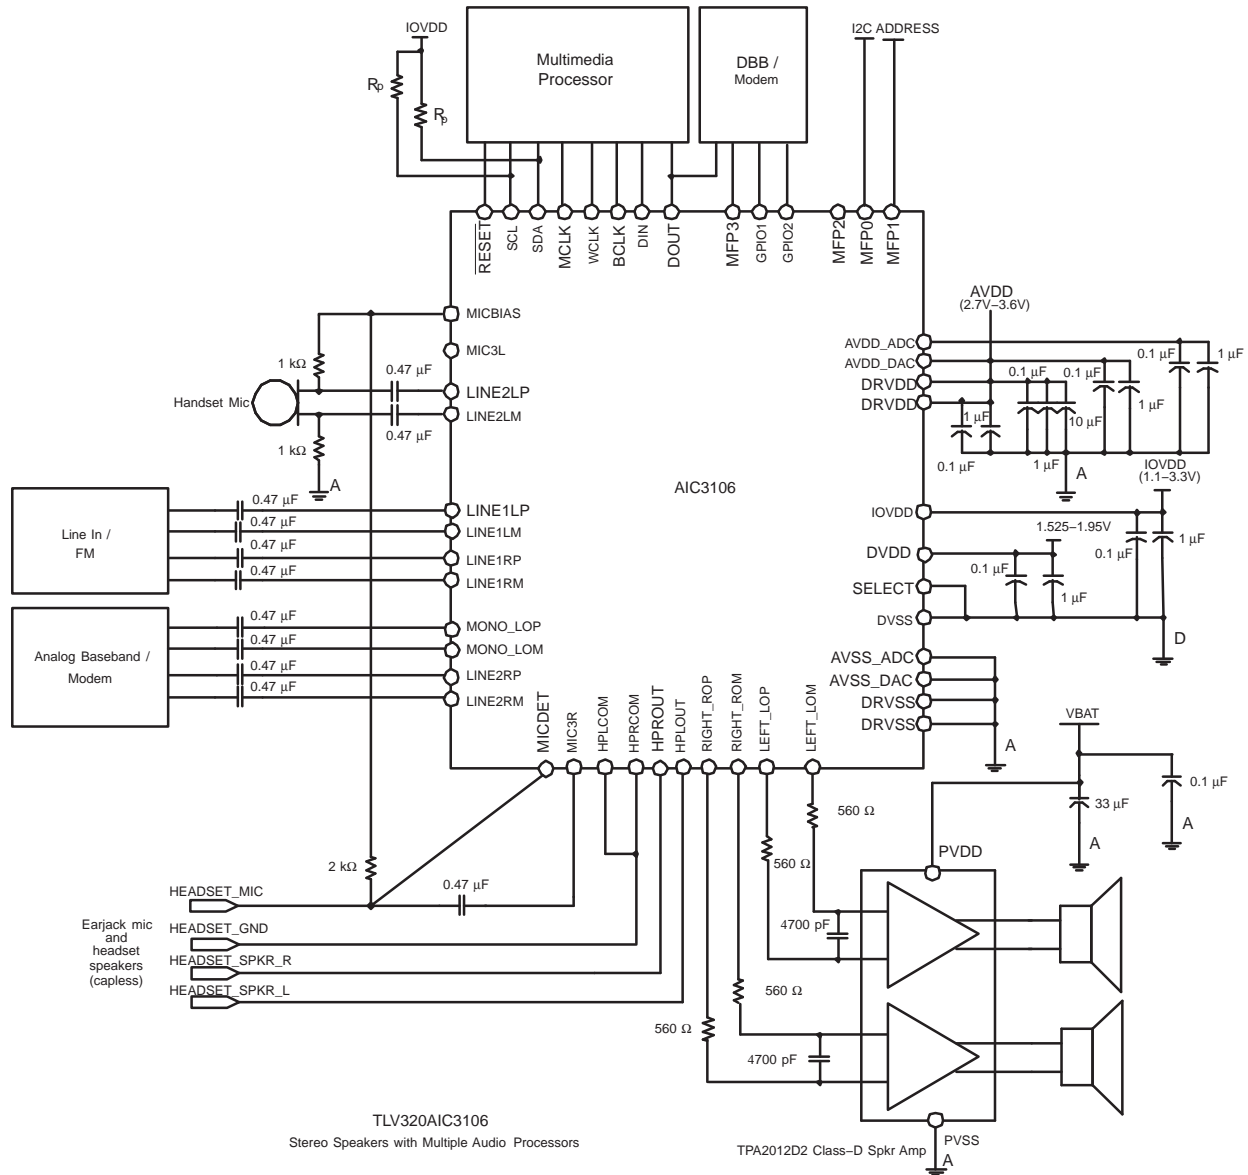 IOVDD
Rp
Rp
Multimedia
Processor
DBB /
Modem
I2C ADDRESS
RESET
SCL
SDA
MCLK
WCLK
BCLK
DIN
DOUT
MFP3
GPIO1
GPIO2
MFP2
MFP0
MFP1
AVDD
(2.7V–3.6V)
MICBIAS
MIC3L
LINE2LP
LINE2LM
1 kΩ
0.47 µF
Handset Mic
0.47 µF
1 kΩ
A
AVDD_ADC
AVDD_DAC
DRVDD
DRVDD
0.1 µF
1 µF
0.1 µF
0.1 µF
1 µF
1 µF
10 µF
0.1 µF
1 µF
A
IOVDD
(1.1–3.3V)
AIC3106
Line In /
FM
0.47 µF
0.47 µF
0.47 µF
0.47 µF
LINE1LP
LINE1LM
LINE1RP
LINE1RM
IOVDD
DVDD
SELECT
DVSS
1.525–1.95V
0.1 µF
1 µF
0.1 µF
1 µF
D
Analog Baseband /
Modem
0.47 µF
0.47 µF
0.47 µF
0.47 µF
MONO_LOP
MONO_LOM
LINE2RP
LINE2RM
AVSS_ADC
AVSS_DAC
DRVSS
DRVSS
A
MICDET
MIC3R
HPLCOM
HPRCOM
HPROUT
HPLOUT
RIGHT_ROP
RIGHT_ROM
LEFT_LOP
LEFT_LOM
VBAT
0.1 µF
33 µF
A
A
560 Ω
560 Ω
PVDD
2 kΩ
0.47 µF
HEADSET_MIC
HEADSET_GND
HEADSET_SPKR_R
HEADSET_SPKR_L
Earjack mic
and
headset
speakers
(capless)
4700 pF
560 Ω
560 Ω
4700 pF
TLV320AIC3106
Stereo Speakers with Multiple Audio Processors
TPA2012D2 Class–D Spkr Amp
PVSS
A